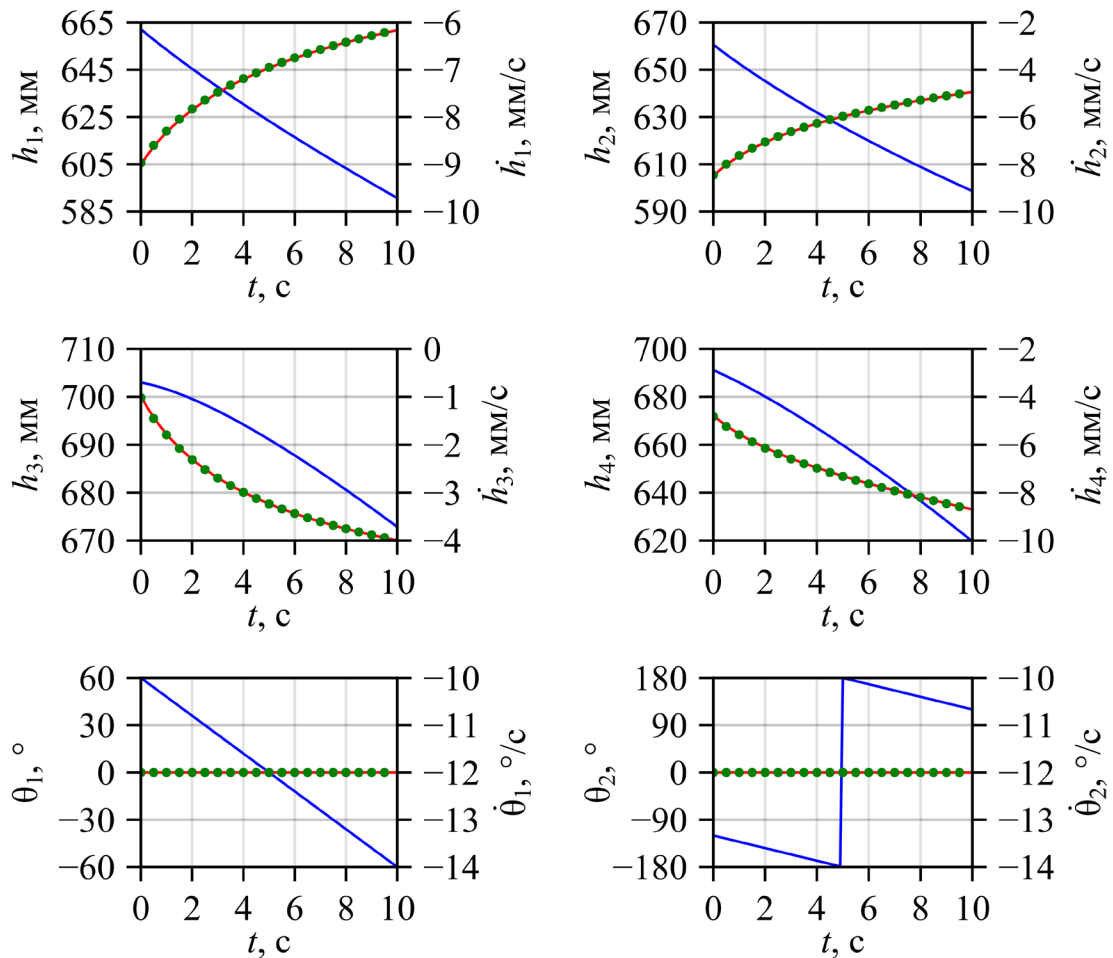 665
645
625
605
585
h₁, мм
−6
−7
−8
−9
−10
ḣ₁, мм/с
0 2 4 6 8 10
t, с
670
650
630
610
590
h₂, мм
−2
−4
−6
−8
−10
ḣ₂, мм/с
0 2 4 6 8 10
t, с
710
700
690
680
670
h₃, мм
0
−1
−2
−3
−4
ḣ₃, мм/с
0 2 4 6 8 10
t, с
700
680
660
640
620
h₄, мм
−2
−4
−6
−8
−10
ḣ₄, мм/с
0 2 4 6 8 10
t, с
60
30
0
−30
−60
θ₁, °
−10
−11
−12
−13
−14
θ̇₁, °/с
0 2 4 6 8 10
t, с
180
90
0
−90
−180
θ₂, °
−10
−11
−12
−13
−14
θ̇₂, °/с
0 2 4 6 8 10
t, с